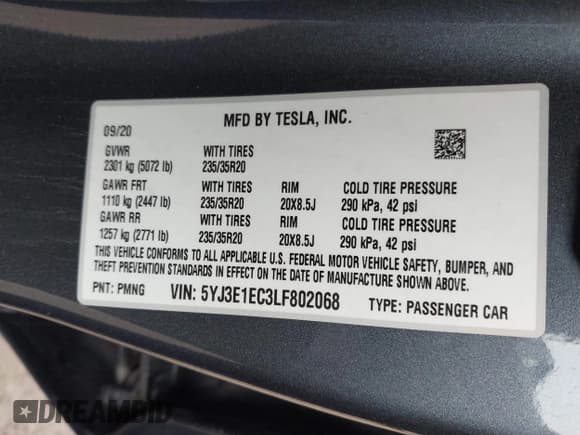 MFD BY TESLA, INC.
09/20
GVWR WITH TIRES
2301 kg (5072 lb) 235/35R20
GAWR FRT WITH TIRES RIM COLD TIRE PRESSURE
1110 kg (2447 lb) 235/35R20 20X8.5J 290 kPa, 42 psi
GAWR RR WITH TIRES RIM COLD TIRE PRESSURE
1257 kg (2771 lb) 235/35R20 20X8.5J 290 kPa, 42 psi
THIS VEHICLE CONFORMS TO ALL APPLICABLE U.S. FEDERAL MOTOR VEHICLE SAFETY, BUMPER, AND
THEFT PREVENTION STANDARDS IN EFFECT ON THE DATE OF MANUFACTURE SHOWN ABOVE.
PNT: PMNG VIN: 5YJ3E1EC3LF802068 TYPE: PASSENGER CAR
DREAMBID